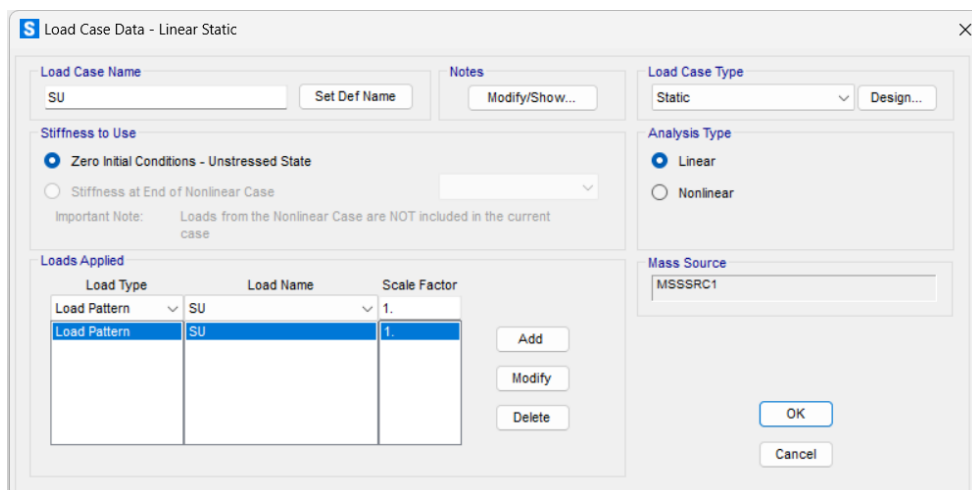 S Load Case Data - Linear Static
Load Case Name
SU
Set Def Name
Notes
Modify/Show...
Load Case Type
Static
Design...
Stiffness to Use
Zero Initial Conditions - Unstressed State
Stiffness at End of Nonlinear Case
Important Note: Loads from the Nonlinear Case are NOT included in the current
case
Analysis Type
Linear
Nonlinear
Loads Applied
Load Type Load Name Scale Factor
Load Pattern SU 1.
Load Pattern SU 1.
Add
Modify
Delete
Mass Source
MSSSRC1
OK
Cancel